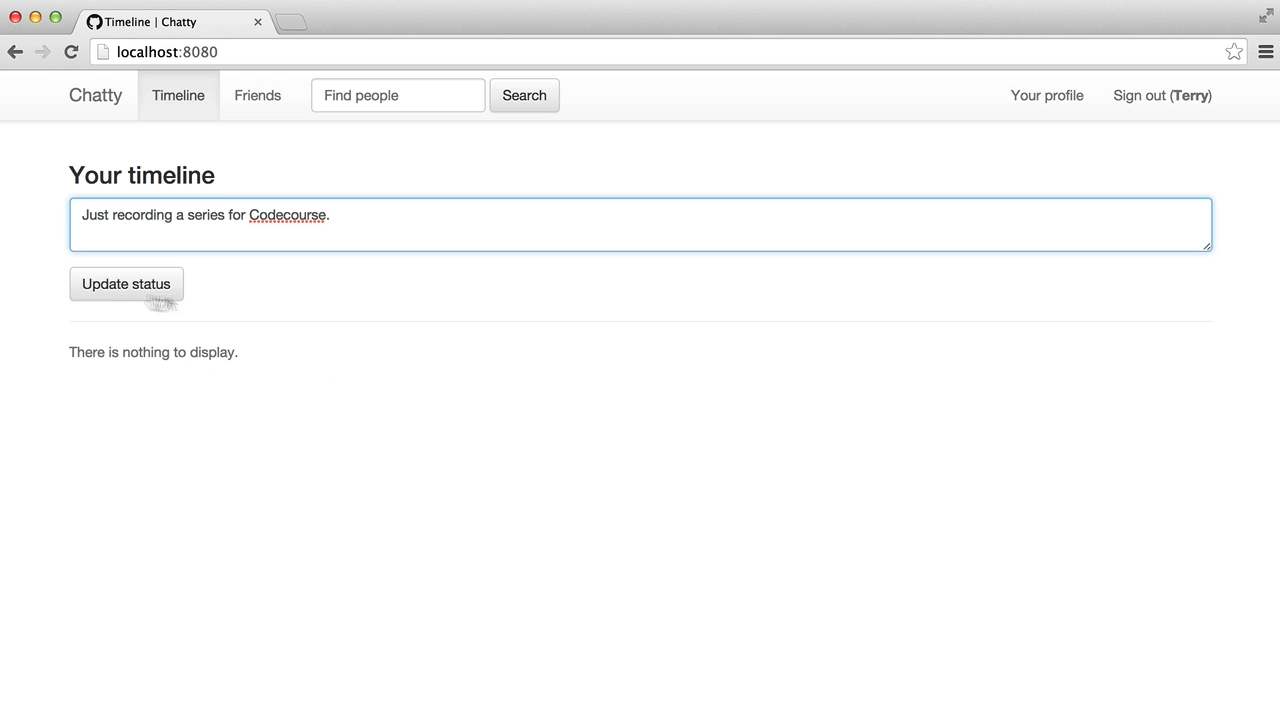 Timeline | Chatty
localhost:8080
Chatty Timeline Friends Find people Search Your profile Sign out (Terry)
Your timeline
Just recording a series for Codecourse.
Update status
There is nothing to display.